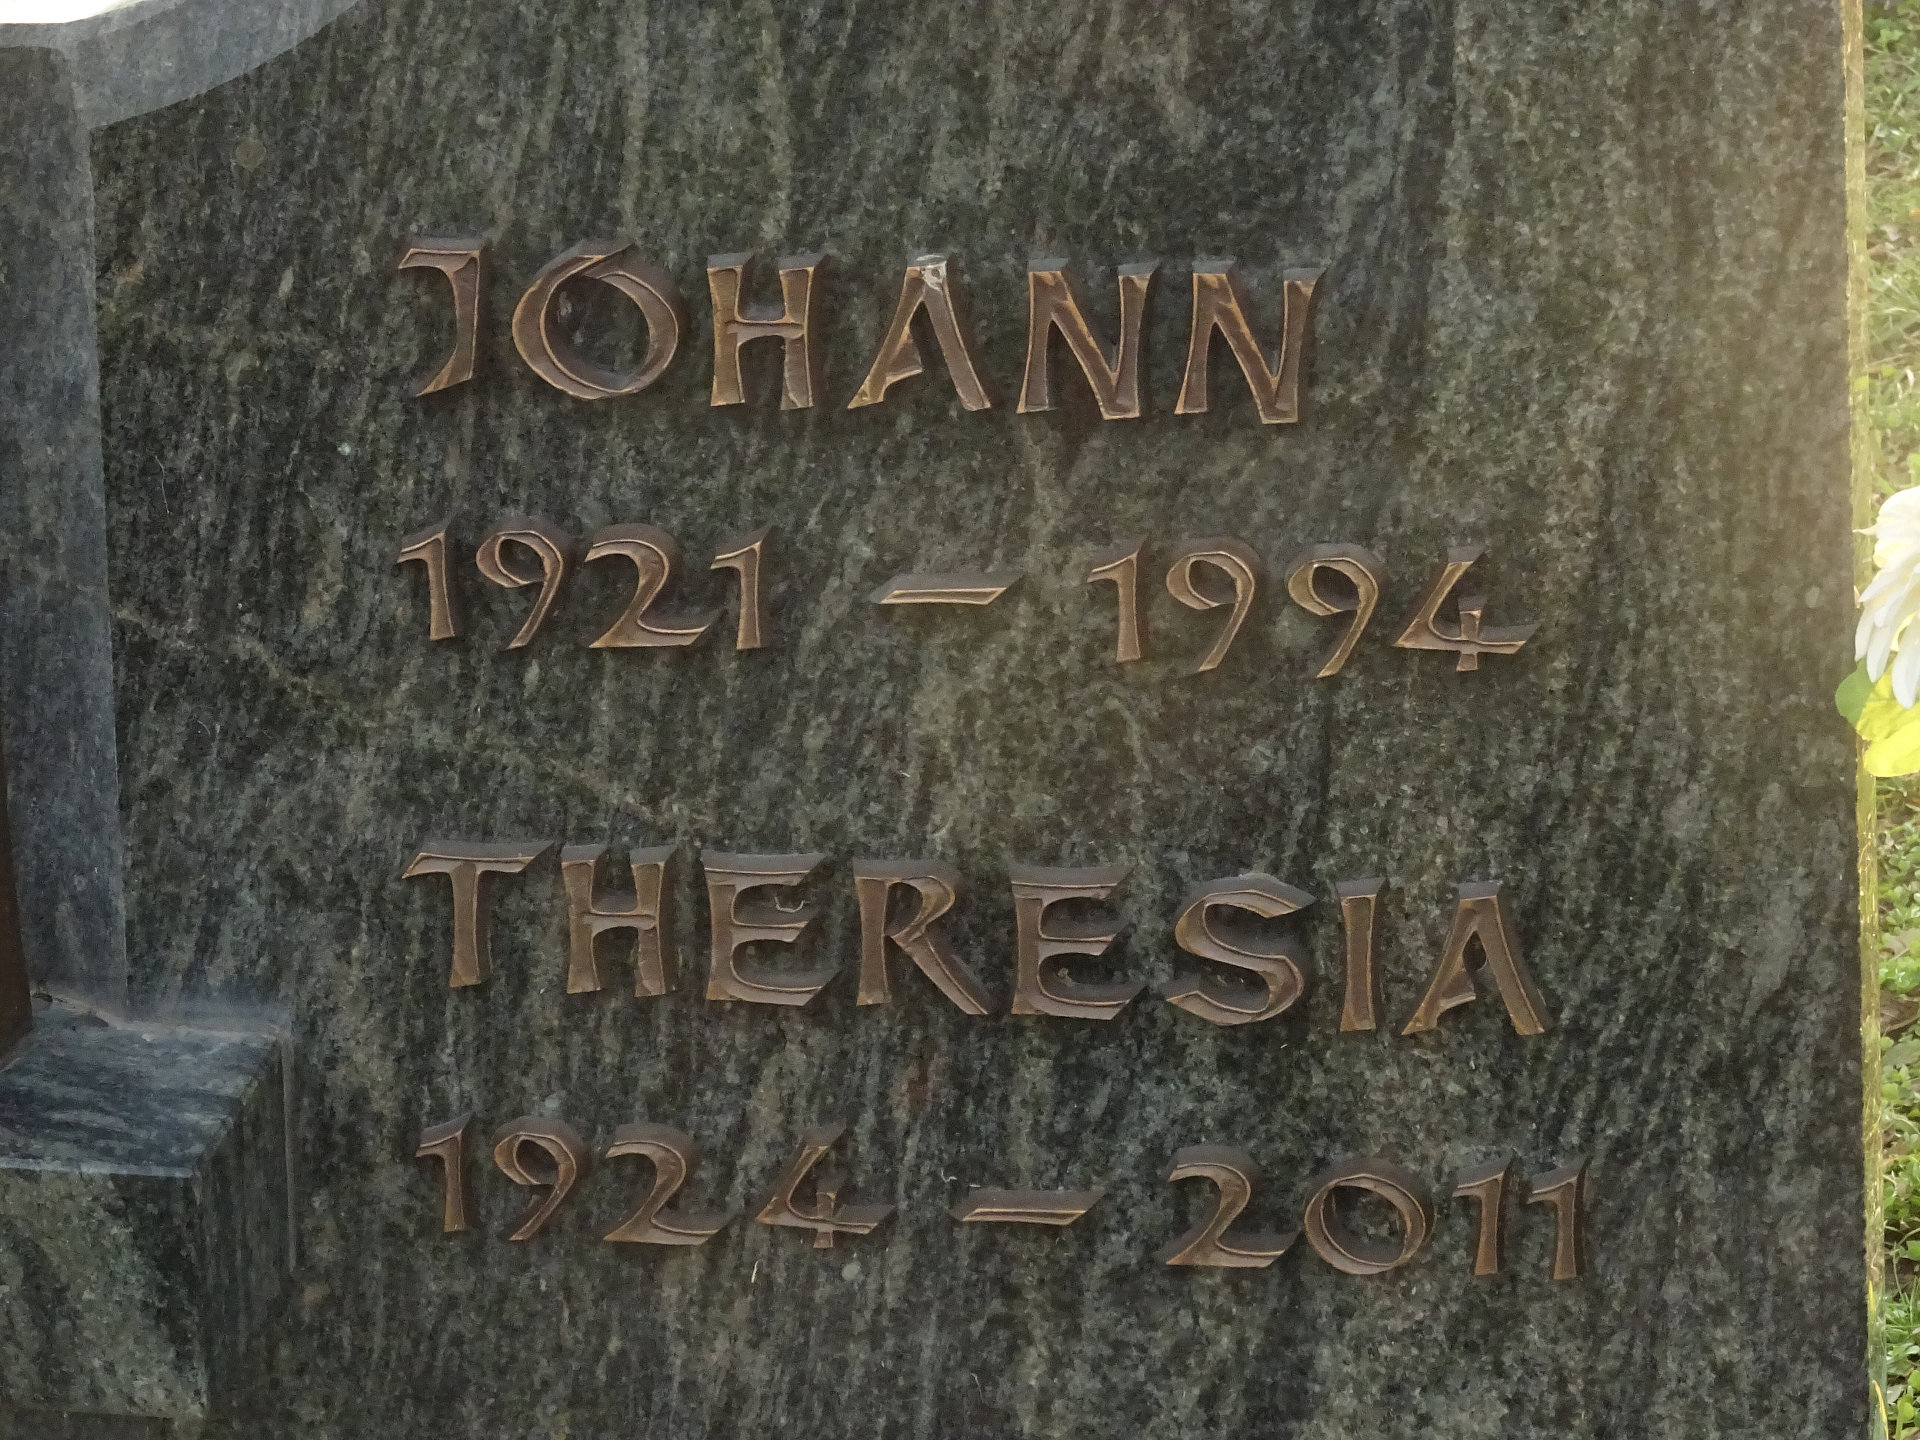 JOHANN
1921 – 1994
THERESIA
1924 – 2011